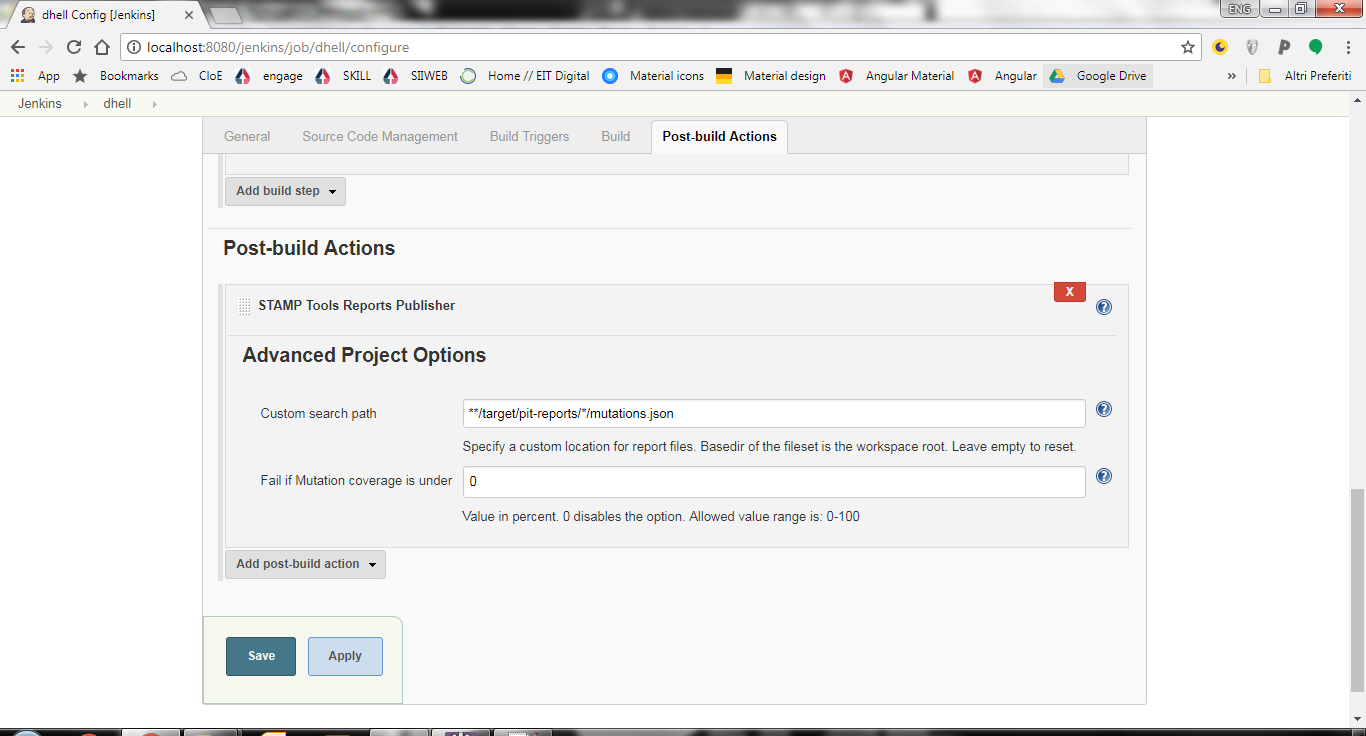 dhell Config [Jenkins]
ENG
localhost:8080/jenkins/job/dhell/configure
App Bookmarks CloE engage SKILL SIIWEB Home // EIT Digital Material icons Material design Angular Material Angular Google Drive » Altri Preferiti
Jenkins dhell
General Source Code Management Build Triggers Build Post-build Actions
Add build step
Post-build Actions
X
STAMP Tools Reports Publisher
Advanced Project Options
Custom search path **/target/pit-reports/*/mutations.json
Specify a custom location for report files. Basedir of the fileset is the workspace root. Leave empty to reset.
Fail if Mutation coverage is under 0
Value in percent. 0 disables the option. Allowed value range is: 0-100
Add post-build action
Save Apply